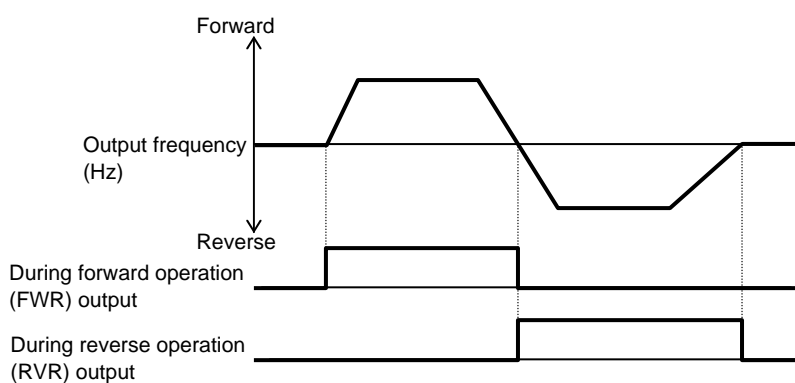 Forward
Output frequency
(Hz)
Reverse
During forward operation
(FWR) output
During reverse operation
(RVR) output